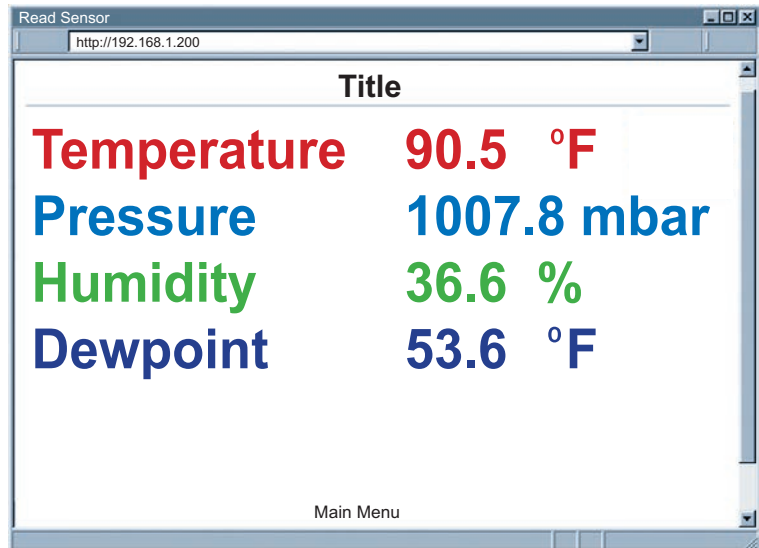 Read Sensor
http://192.168.1.200
Title
Temperature 90.5 °F
Pressure 1007.8 mbar
Humidity 36.6 %
Dewpoint 53.6 °F
Main Menu